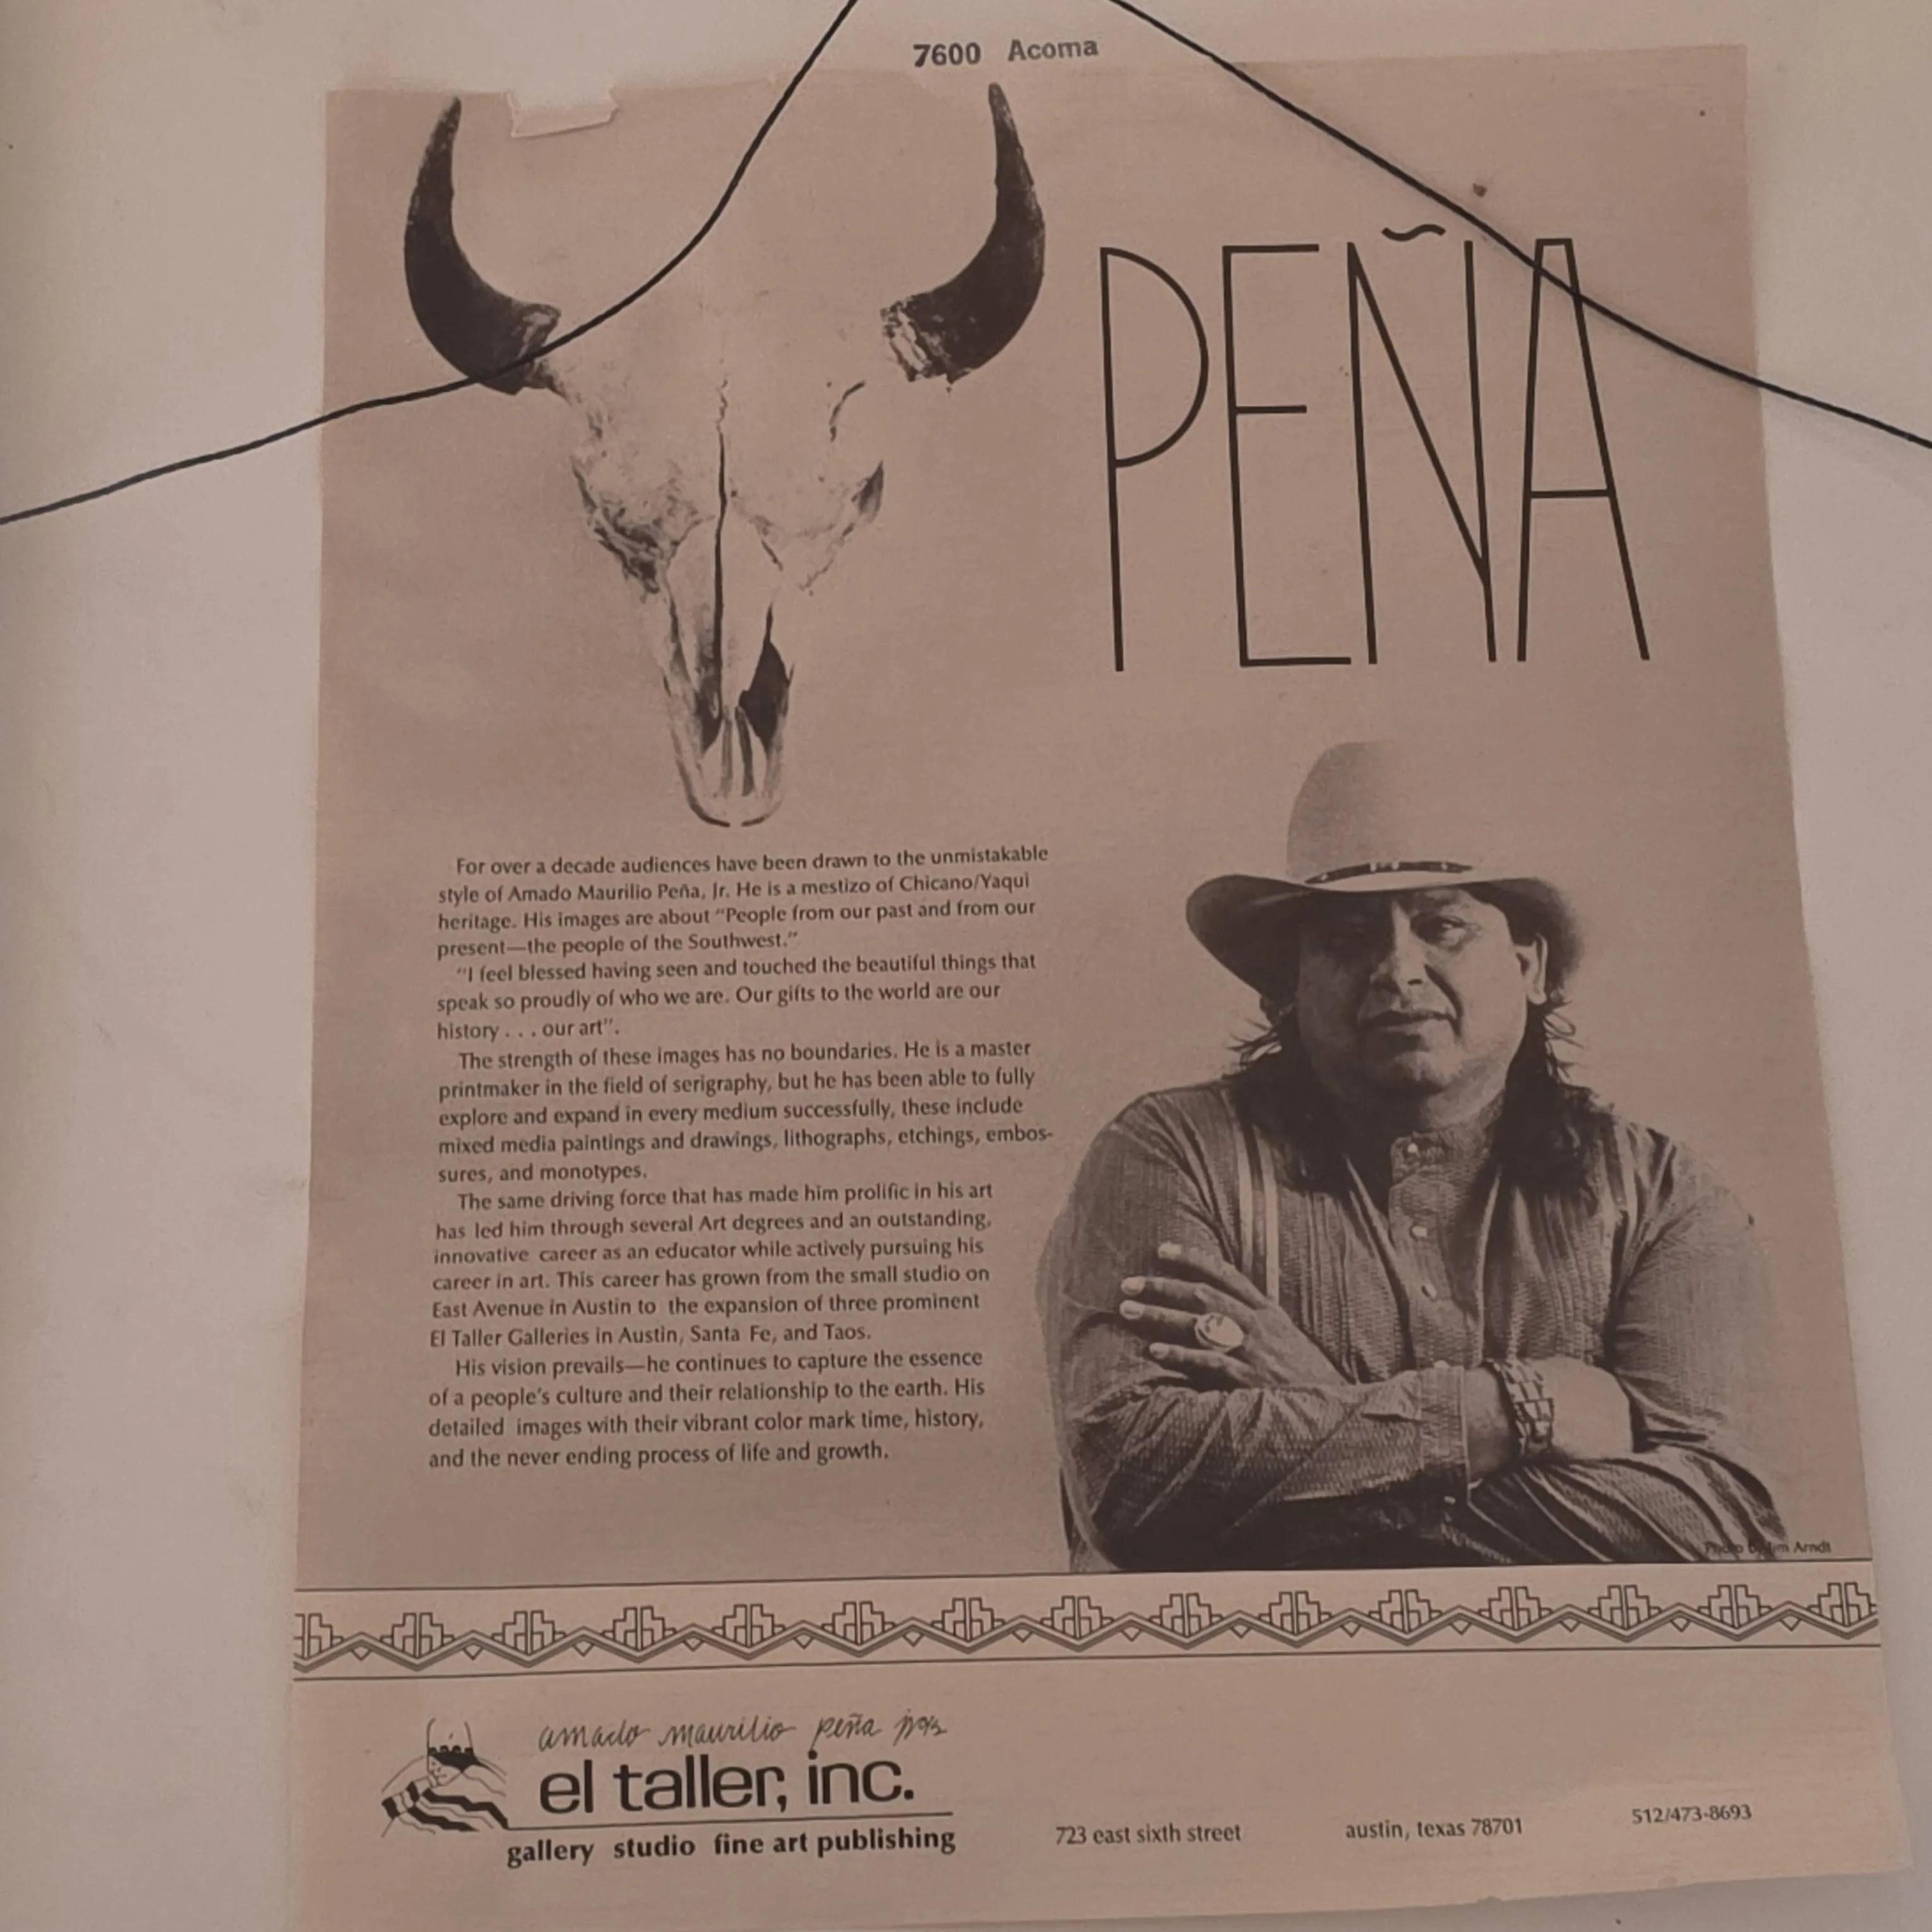 7600 Acoma
PEÑA
For over a decade audiences have been drawn to the unmistakable
style of Amado Maurilio Peña, Jr. He is a mestizo of Chicano/Yaqui
heritage. His images are about "People from our past and from our
present—the people of the Southwest."
"I feel blessed having seen and touched the beautiful things that
speak so proudly of who we are. Our gifts to the world are our
history . . . our art".
The strength of these images has no boundaries. He is a master
printmaker in the field of serigraphy, but he has been able to fully
explore and expand in every medium successfully, these include
mixed media paintings and drawings, lithographs, etchings, embos-
sures, and monotypes.
The same driving force that has made him prolific in his art
has led him through several Art degrees and an outstanding,
innovative career as an educator while actively pursuing his
career in art. This career has grown from the small studio on
East Avenue in Austin to the expansion of three prominent
El Taller Galleries in Austin, Santa Fe, and Taos.
His vision prevails—he continues to capture the essence
of a people's culture and their relationship to the earth. His
detailed images with their vibrant color mark time, history,
and the never ending process of life and growth.
Photo by Jim Arndt
amado maurilio peña
el taller, inc.
gallery studio fine art publishing
723 east sixth street austin, texas 78701 512/473-8693